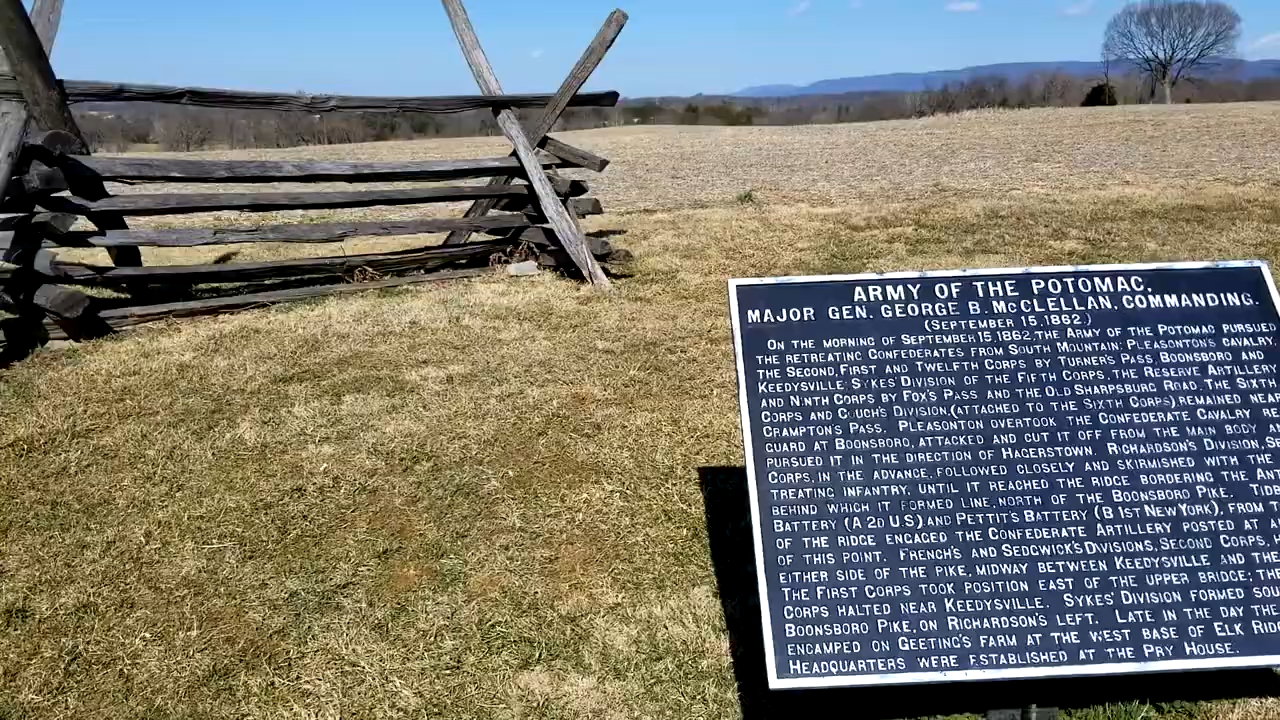 ARMY OF THE POTOMAC,
MAJOR GEN. GEORGE B. MCCLELLAN, COMMANDING.
(SEPTEMBER 15, 1862.)
ON THE MORNING OF SEPTEMBER 15, 1862, THE ARMY OF THE POTOMAC PURSUED
THE RETREATING CONFEDERATES FROM SOUTH MOUNTAIN: PLEASONTON'S CAVALRY,
THE SECOND, FIRST AND TWELFTH CORPS BY TURNER'S PASS, BOONSBORO AND
KEEDYSVILLE; SYKES' DIVISION OF THE FIFTH CORPS, THE RESERVE ARTILLERY
AND NINTH CORPS BY FOX'S PASS AND THE OLD SHARPSBURG ROAD. THE SIXTH
CORPS AND COUCH'S DIVISION, (ATTACHED TO THE SIXTH CORPS), REMAINED NEAR
CRAMPTON'S PASS. PLEASONTON OVERTOOK THE CONFEDERATE CAVALRY RE
GUARD AT BOONSBORO, ATTACKED AND CUT IT OFF FROM THE MAIN BODY AN
PURSUED IT IN THE DIRECTION OF HAGERSTOWN. RICHARDSON'S DIVISION, SE
CORPS, IN THE ADVANCE, FOLLOWED CLOSELY AND SKIRMISHED WITH THE
TREATING INFANTRY, UNTIL IT REACHED THE RIDGE BORDERING THE ANT
BEHIND WHICH IT FORMED LINE, NORTH OF THE BOONSBORO PIKE. TIDB
BATTERY (A 2D U.S) AND PETTIT'S BATTERY (B 1ST NEW YORK), FROM T
OF THE RIDGE ENGAGED THE CONFEDERATE ARTILLERY POSTED AT A
OF THIS POINT. FRENCH'S AND SEDGWICK'S DIVISIONS, SECOND CORPS, H
EITHER SIDE OF THE PIKE, MIDWAY BETWEEN KEEDYSVILLE AND THE
THE FIRST CORPS TOOK POSITION EAST OF THE UPPER BRIDGE; THE
CORPS HALTED NEAR KEEDYSVILLE. SYKES' DIVISION FORMED SOU
BOONSBORO PIKE, ON RICHARDSON'S LEFT. LATE IN THE DAY THE
ENCAMPED ON GEETING'S FARM AT THE WEST BASE OF ELK RIDG
HEADQUARTERS WERE ESTABLISHED AT THE PRY HOUSE.